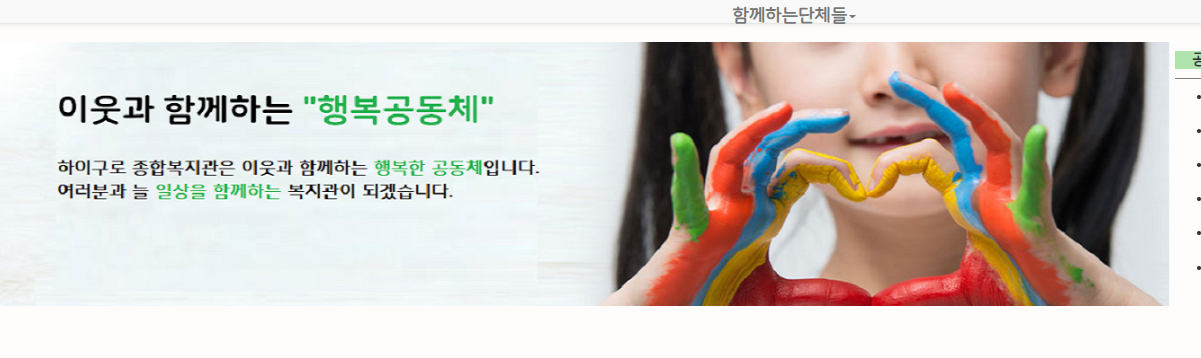 함께하는단체들
이웃과 함께하는 "행복공동체"
하이구로 종합복지관은 이웃과 함께하는 행복한 공동체입니다.
여러분과 늘 일상을 함께하는 복지관이 되겠습니다.